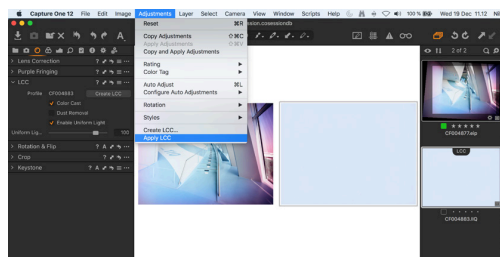 Capture One 12 File Edit Image Adjustments Layer Select Camera View Window Scripts Help 100 % Wed 19 Dec 11.12
Reset ⌘R
Copy Adjustments ⇧⌘C
Apply Adjustments ⇧⌘V
Copy and Apply Adjustments
Rating
Color Tag
Auto Adjust ⌘L
Configure Auto Adjustments
Rotation
Styles
Create LCC...
Apply LCC
2 of 2
Lens Correction
Purple Fringing
LCC
Profile CF004883 Create LCC
Color Cast
Dust Removal
Enable Uniform Light
Uniform Lig... 100
Rotation & Flip
Crop
Keystone
CF004877.eip
LCC
CF004883.IIQ